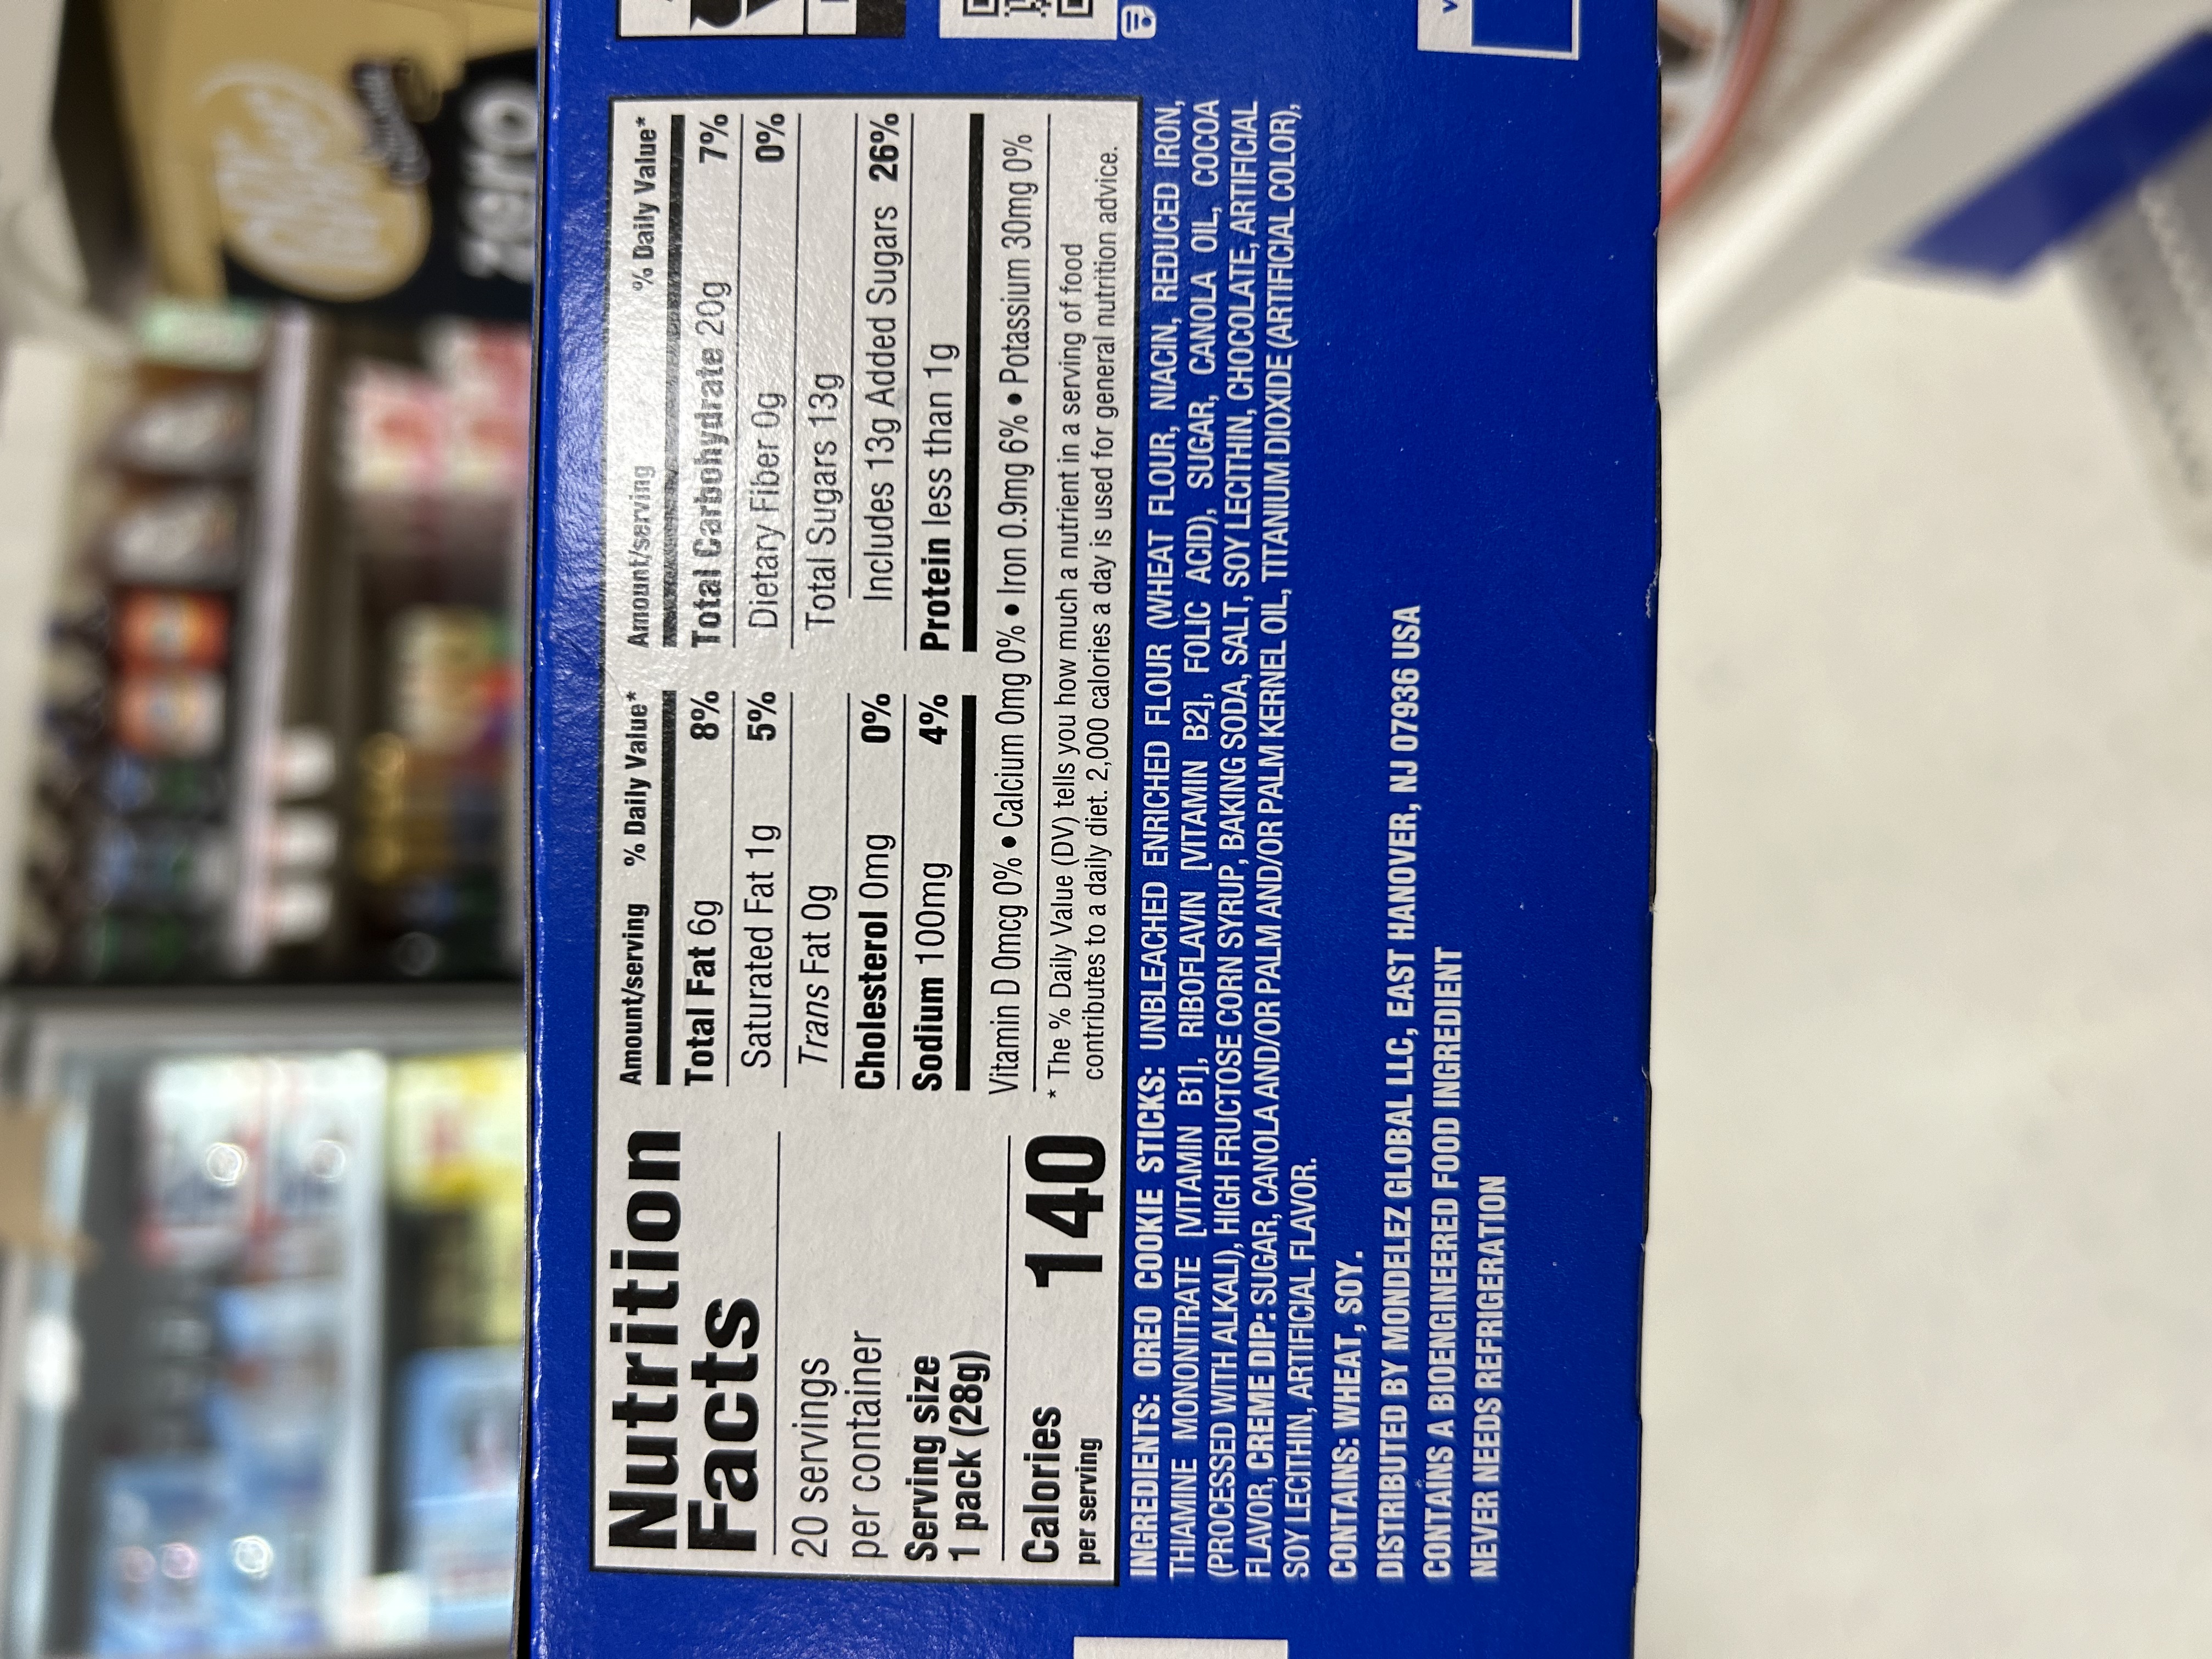 Dr Pepper
zero
Nutrition
Facts
20 servings
per container
Serving size
1 pack (28g)
Calories
per serving
140
Amount/serving % Daily Value*
Total Fat 6g 8%
Saturated Fat 1g 5%
Trans Fat 0g
Cholesterol 0mg 0%
Sodium 100mg 4%
Amount/serving % Daily Value*
Total Carbohydrate 20g 7%
Dietary Fiber 0g 0%
Total Sugars 13g
Includes 13g Added Sugars 26%
Protein less than 1g
Vitamin D 0mcg 0% • Calcium 0mg 0% • Iron 0.9mg 6% • Potassium 30mg 0%
* The % Daily Value (DV) tells you how much a nutrient in a serving of food
contributes to a daily diet. 2,000 calories a day is used for general nutrition advice.
INGREDIENTS: OREO COOKIE STICKS: UNBLEACHED ENRICHED FLOUR (WHEAT FLOUR, NIACIN, REDUCED IRON,
THIAMINE MONONITRATE [VITAMIN B1], RIBOFLAVIN [VITAMIN B2], FOLIC ACID), SUGAR, CANOLA OIL, COCOA
(PROCESSED WITH ALKALI), HIGH FRUCTOSE CORN SYRUP, BAKING SODA, SALT, SOY LECITHIN, CHOCOLATE, ARTIFICIAL
FLAVOR, CREME DIP: SUGAR, CANOLA AND/OR PALM AND/OR PALM KERNEL OIL, TITANIUM DIOXIDE (ARTIFICIAL COLOR),
SOY LECITHIN, ARTIFICIAL FLAVOR.
CONTAINS: WHEAT, SOY.
DISTRIBUTED BY MONDELEZ GLOBAL LLC, EAST HANOVER, NJ 07936 USA
CONTAINS A BIOENGINEERED FOOD INGREDIENT
NEVER NEEDS REFRIGERATION